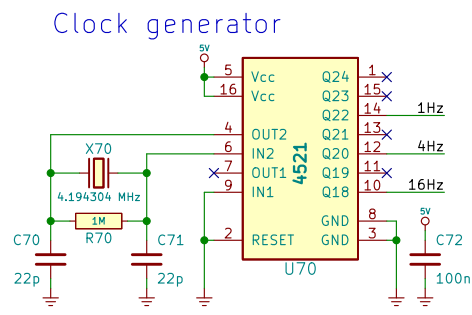 Clock generator
5V
5 Vcc Q24 1
16 Vcc Q23 15
Q22 14 1Hz
4 OUT2 Q21 13
6 IN2 Q20 12 4Hz
7 OUT1 Q19 11
9 IN1 Q18 10 16Hz
4521
GND 8
2 RESET GND 3
U70
X70
4.194304 MHz
1M
R70
C70
22p
C71
22p
5V
C72
100n